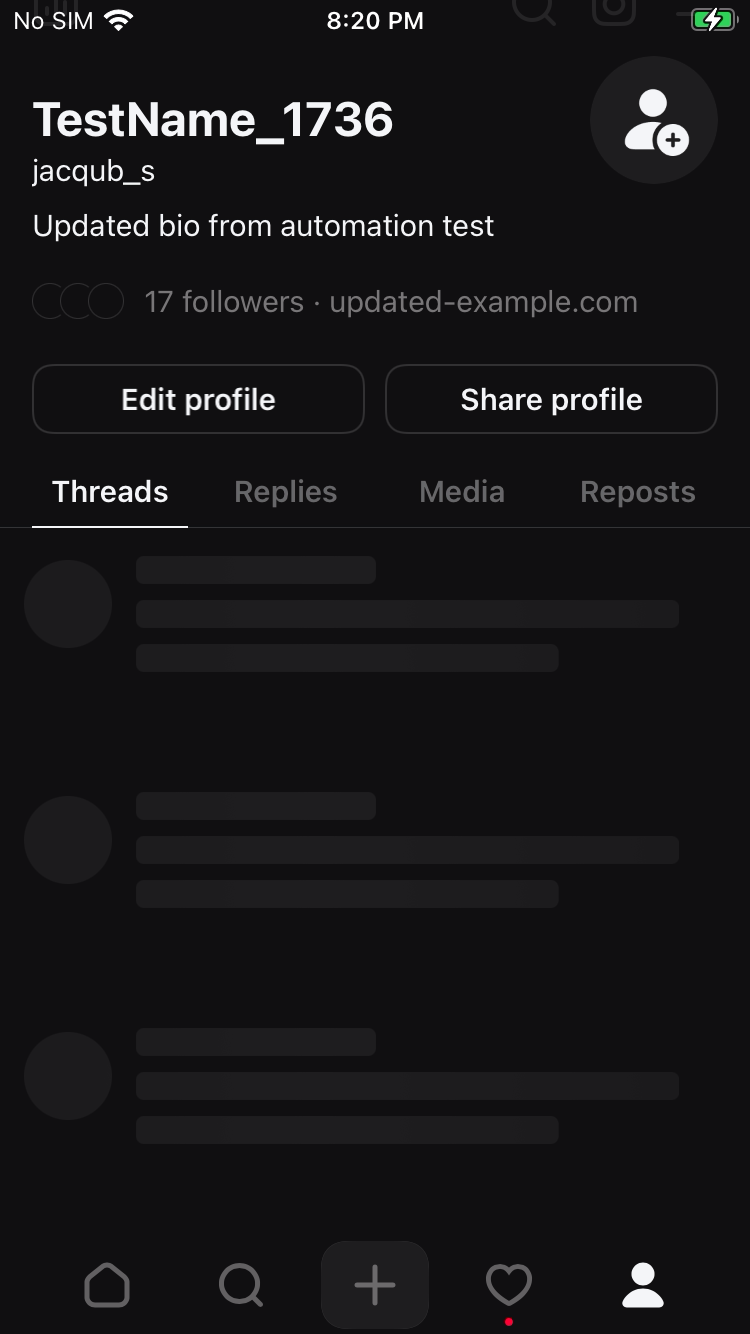 No SIM 8:20 PM
TestName_1736
jacqub_s
Updated bio from automation test
17 followers · updated-example.com
Edit profile Share profile
Threads Replies Media Reposts